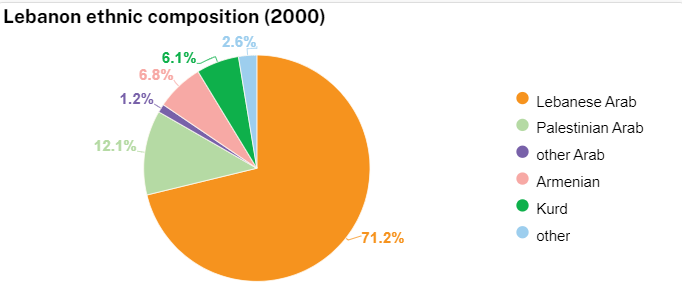 Lebanon ethnic composition (2000)
2.6%
6.1%
6.8%
1.2%
12.1%
71.2%
Lebanese Arab
Palestinian Arab
other Arab
Armenian
Kurd
other